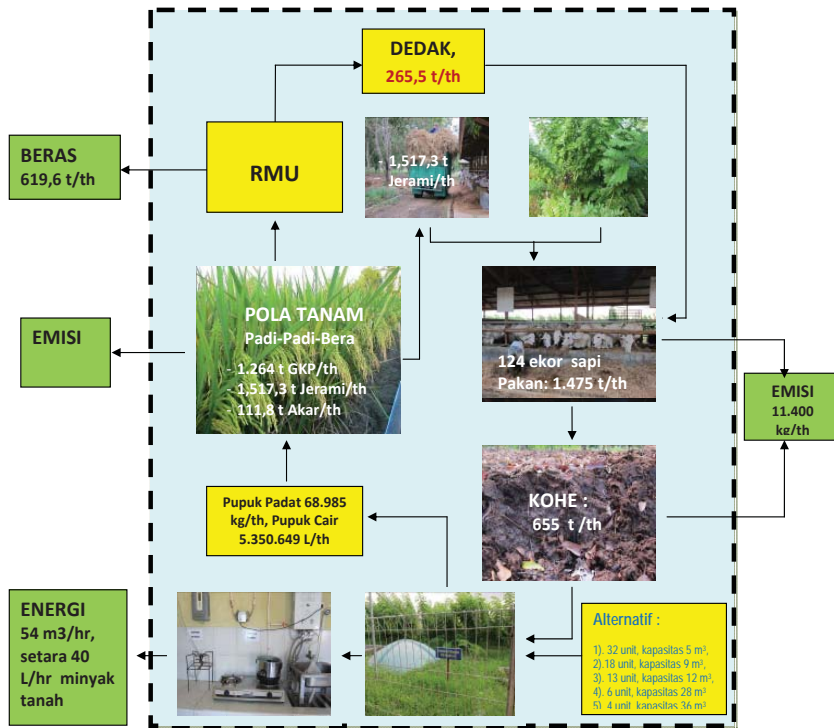 DEDAK,
265,5 t/th
BERAS
619,6 t/th
RMU
- 1,517,3 t
Jerami/th
POLA TANAM
Padi-Padi-Bera
- 1.264 t GKP/th
- 1,517,3 t Jerami/th
- 111,8 t Akar/th
EMISI
124 ekor sapi
Pakan: 1.475 t/th
EMISI
11.400
kg/th
KOHE :
655 t /th
Pupuk Padat 68.985
kg/th, Pupuk Cair
5.350.649 L/th
ENERGI
54 m3/hr,
setara 40
L/hr minyak
tanah
Alternatif :
1). 32 unit, kapasitas 5 m³,
2).18 unit, kapasitas 9 m³,
3). 13 unit, kapasitas 12 m³,
4). 6 unit, kapasitas 28 m³
5). 4 unit, kapasitas 36 m³